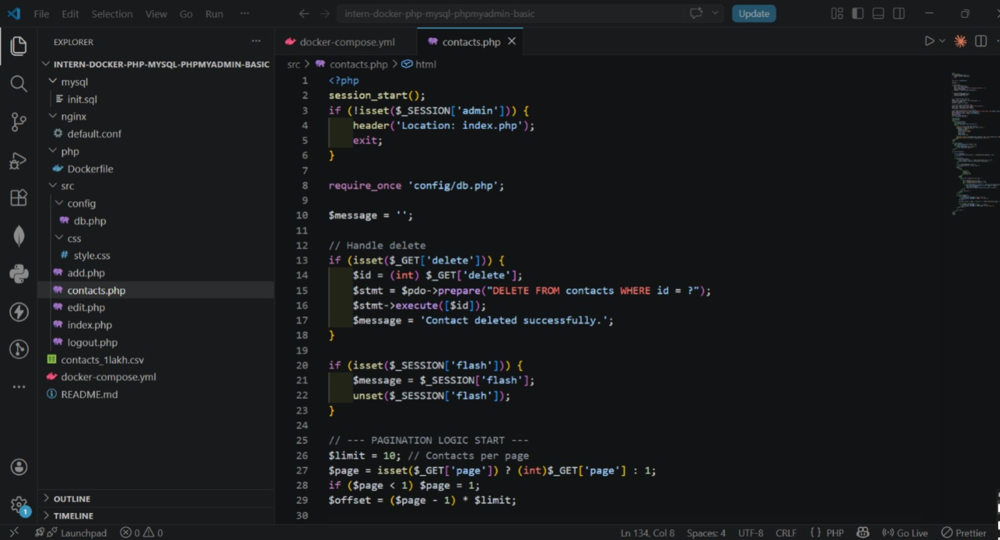 File Edit Selection View Go Run ···
intern-docker-php-mysql-phpmyadmin-basic
Update
EXPLORER ···
INTERN-DOCKER-PHP-MYSQL-PHPMYADMIN-BASIC
mysql
init.sql
nginx
default.conf
php
Dockerfile
src
config
db.php
css
# style.css
add.php
contacts.php
edit.php
index.php
logout.php
contacts_1lakh.csv
docker-compose.yml
README.md
OUTLINE
TIMELINE
docker-compose.yml contacts.php
src > contacts.php > html
1 <?php
2 session_start();
3 if (!isset($_SESSION['admin'])) {
4 header('Location: index.php');
5 exit;
6 }
7
8 require_once 'config/db.php';
9
10 $message = '';
11
12 // Handle delete
13 if (isset($_GET['delete'])) {
14 $id = (int) $_GET['delete'];
15 $stmt = $pdo->prepare("DELETE FROM contacts WHERE id = ?");
16 $stmt->execute([$id]);
17 $message = 'Contact deleted successfully.';
18 }
19
20 if (isset($_SESSION['flash'])) {
21 $message = $_SESSION['flash'];
22 unset($_SESSION['flash']);
23 }
24
25 // --- PAGINATION LOGIC START ---
26 $limit = 10; // Contacts per page
27 $page = isset($_GET['page']) ? (int)$_GET['page'] : 1;
28 if ($page < 1) $page = 1;
29 $offset = ($page - 1) * $limit;
30
1
Launchpad 0 0 Ln 134, Col 8 Spaces: 4 UTF-8 CRLF { } PHP Go Live Prettier